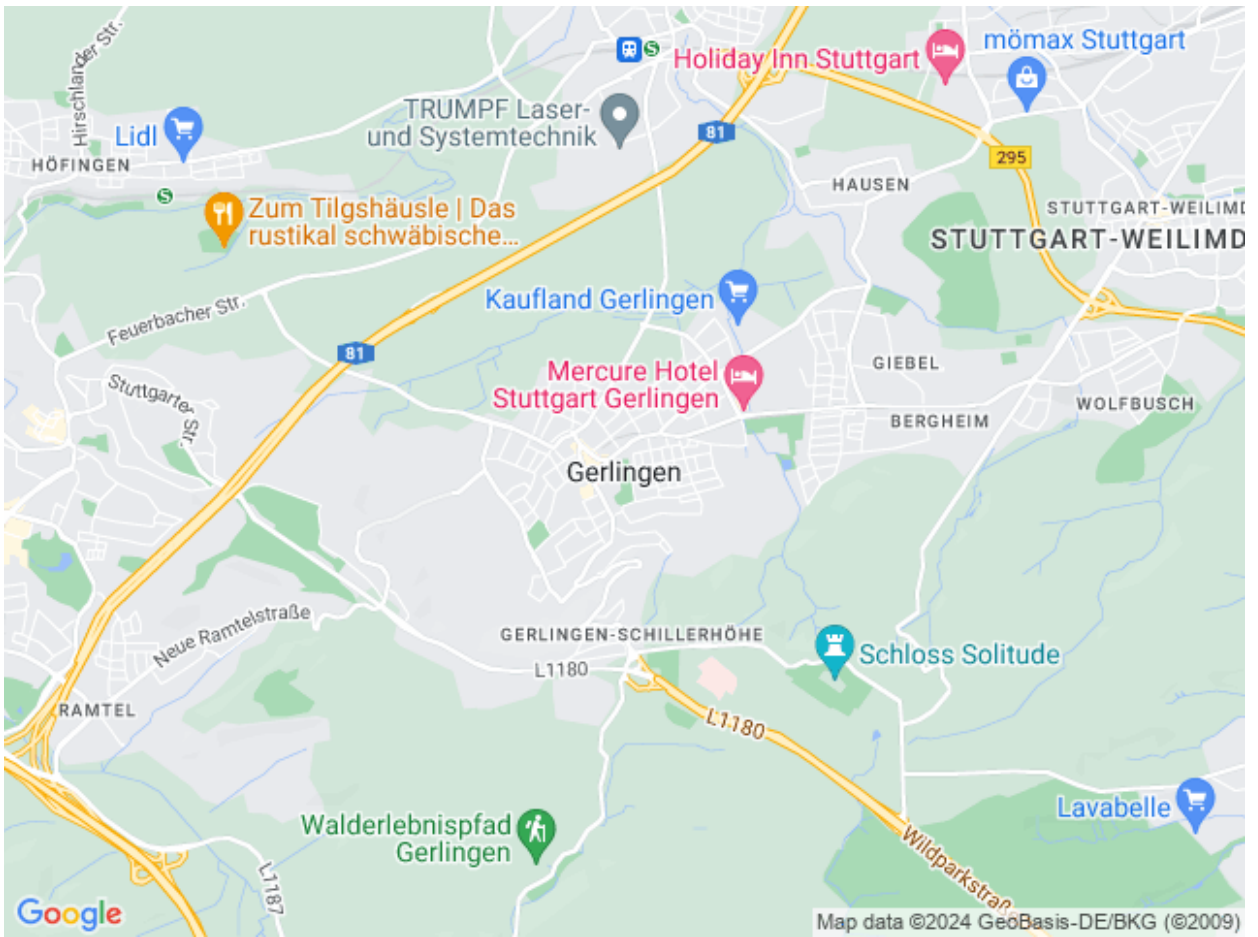 Hirschlander Str.
mömax Stuttgart
Holiday Inn Stuttgart
S
TRUMPF Laser-
und Systemtechnik
81
Lidl
HÖFINGEN
295
HAUSEN
S
Zum Tilgshäusle | Das
rustikal schwäbische...
STUTTGART-WEILIMD
STUTTGART-WEILIMD
Kaufland Gerlingen
Feuerbacher Str.
81
Mercure Hotel
Stuttgart Gerlingen
GIEBEL
Stuttgarter
Str.
WOLFBUSCH
BERGHEIM
Gerlingen
Neue Ramtelstraße
GERLINGEN-SCHILLERHÖHE
Schloss Solitude
L1180
RAMTEL
L1180
Lavabelle
Walderlebnispfad
Gerlingen
Wildparkstraße
L1187
Google
Map data ©2024 GeoBasis-DE/BKG (©2009)